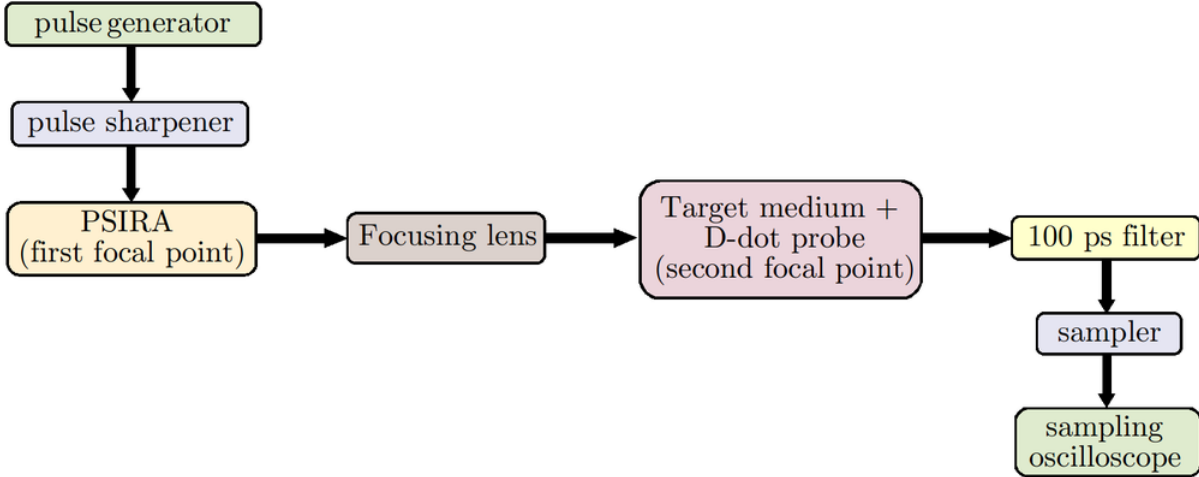 pulse generator
pulse sharpener
PSIRA
(first focal point)
Focusing lens
Target medium +
D-dot probe
(second focal point)
100 ps filter
sampler
sampling
oscilloscope